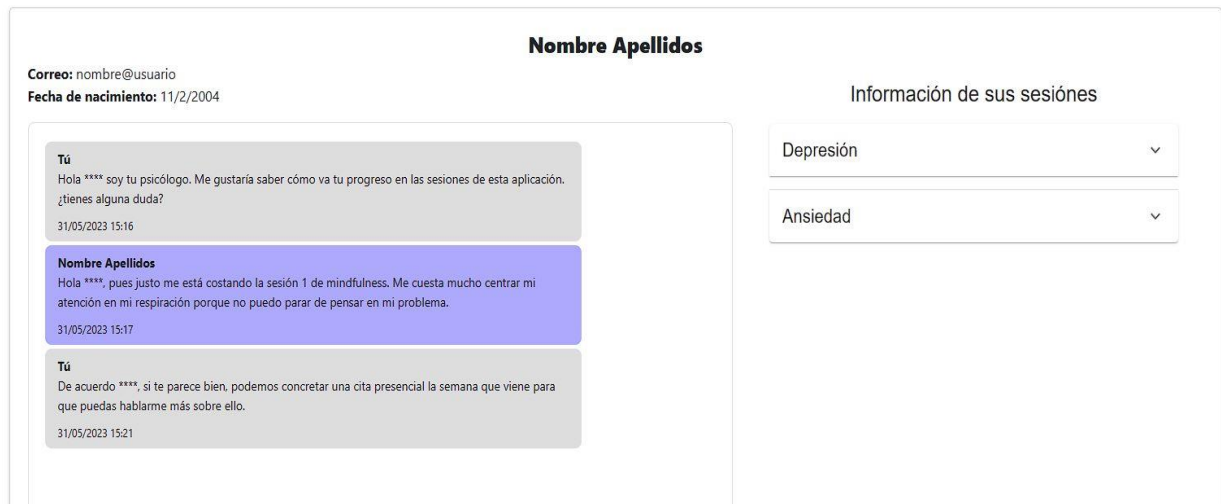 Nombre Apellidos
Correo: nombre@usuario
Fecha de nacimiento: 11/2/2004
Tú
Hola **** soy tu psicólogo. Me gustaría saber cómo va tu progreso en las sesiones de esta aplicación.
¿tienes alguna duda?
31/05/2023 15:16
Nombre Apellidos
Hola ****, pues justo me está costando la sesión 1 de mindfulness. Me cuesta mucho centrar mi
atención en mi respiración porque no puedo parar de pensar en mi problema.
31/05/2023 15:17
Tú
De acuerdo ****, si te parece bien, podemos concretar una cita presencial la semana que viene para
que puedas hablarme más sobre ello.
31/05/2023 15:21
Información de sus sesiónes
Depresión
Ansiedad